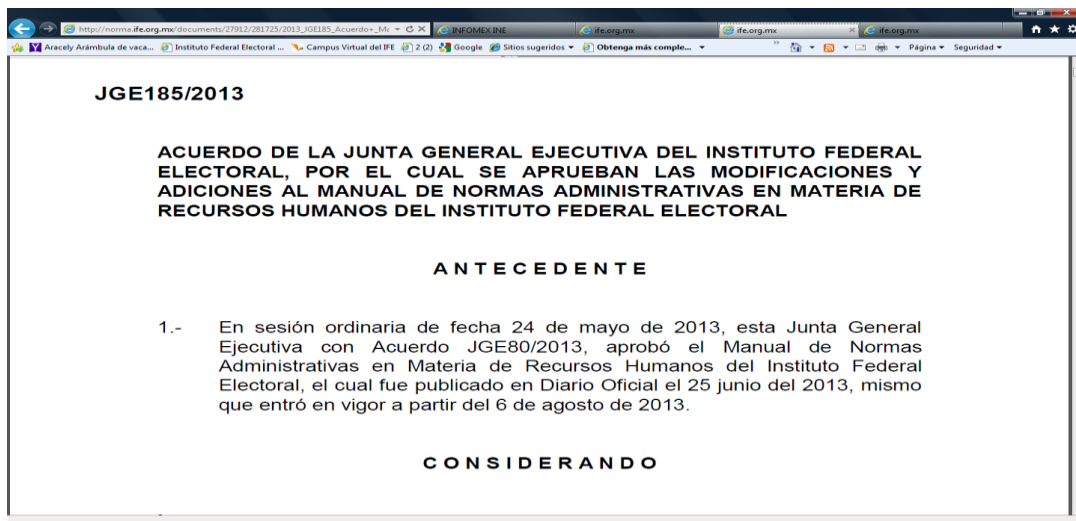 http://norma.ife.org.mx/documents/27912/281725/2013_JGE185_Acuerdo+_Ma
INFOMEX INE
ife.org.mx
ife.org.mx
ife.org.mx
Aracely Arámbula de vaca... Instituto Federal Electoral ... Campus Virtual del IFE 2 (2) Google Sitios sugeridos Obtenga más comple... " Página Seguridad
JGE185/2013
ACUERDO DE LA JUNTA GENERAL EJECUTIVA DEL INSTITUTO FEDERAL
ELECTORAL, POR EL CUAL SE APRUEBAN LAS MODIFICACIONES Y
ADICIONES AL MANUAL DE NORMAS ADMINISTRATIVAS EN MATERIA DE
RECURSOS HUMANOS DEL INSTITUTO FEDERAL ELECTORAL
A N T E C E D E N T E
1.- En sesión ordinaria de fecha 24 de mayo de 2013, esta Junta General
Ejecutiva con Acuerdo JGE80/2013, aprobó el Manual de Normas
Administrativas en Materia de Recursos Humanos del Instituto Federal
Electoral, el cual fue publicado en Diario Oficial el 25 junio del 2013, mismo
que entró en vigor a partir del 6 de agosto de 2013.
C O N S I D E R A N D O